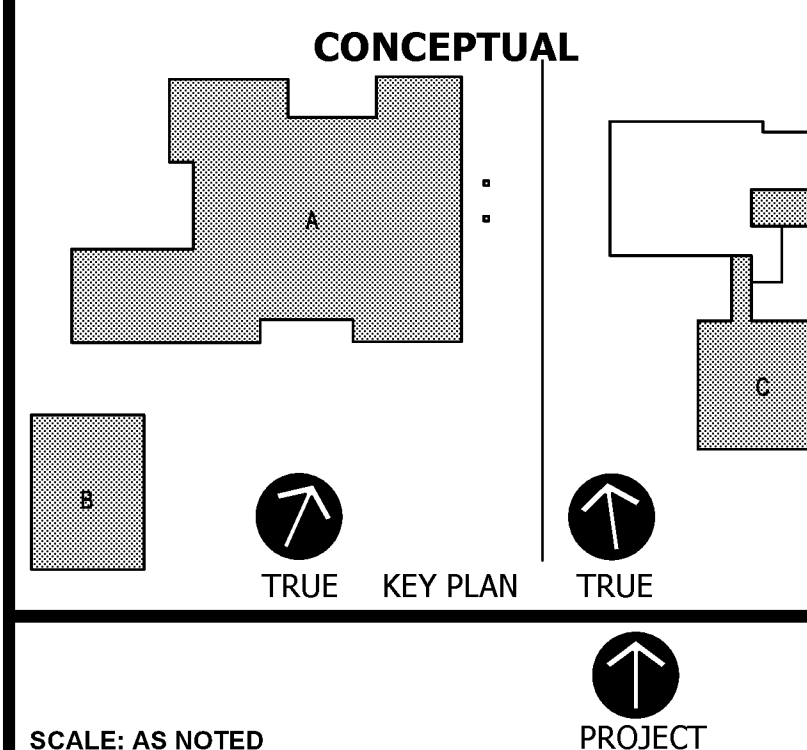 CONCEPTUAL
A
C
B
TRUE
KEY PLAN
TRUE
SCALE: AS NOTED
PROJECT